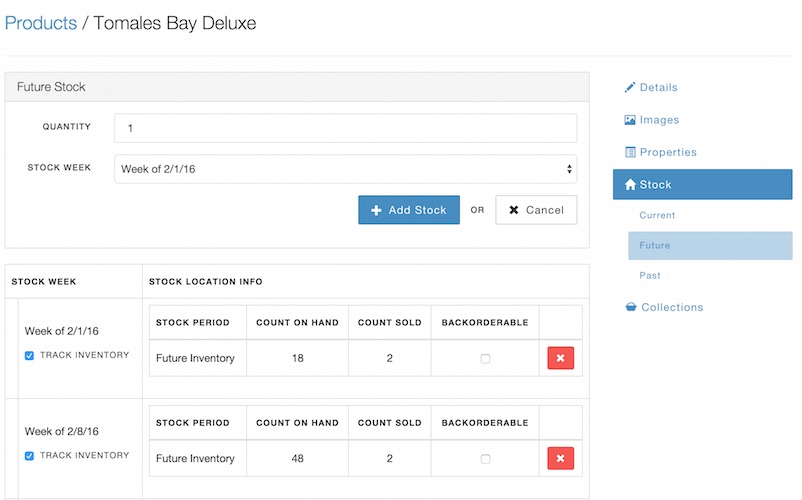 Products / Tomales Bay Deluxe
Future Stock
QUANTITY 1
STOCK WEEK Week of 2/1/16
Add Stock OR Cancel
STOCK WEEK STOCK LOCATION INFO
Week of 2/1/16
TRACK INVENTORY
STOCK PERIOD COUNT ON HAND COUNT SOLD BACKORDERABLE
Future Inventory 18 2
Week of 2/8/16
TRACK INVENTORY
STOCK PERIOD COUNT ON HAND COUNT SOLD BACKORDERABLE
Future Inventory 48 2
Details
Images
Properties
Stock
Current
Future
Past
Collections